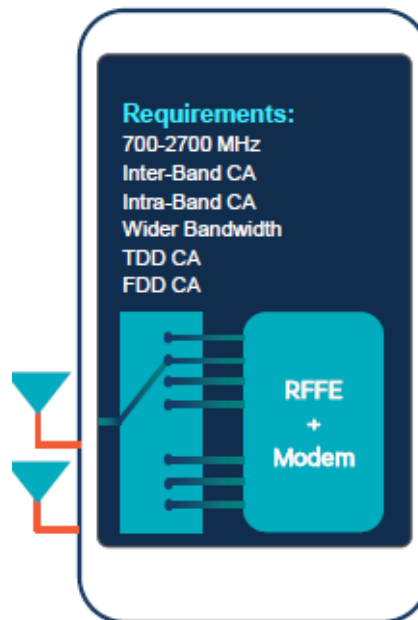 Requirements:
700-2700 MHz
Inter-Band CA
Intra-Band CA
Wider Bandwidth
TDD CA
FDD CA
RFFE
+
Modem